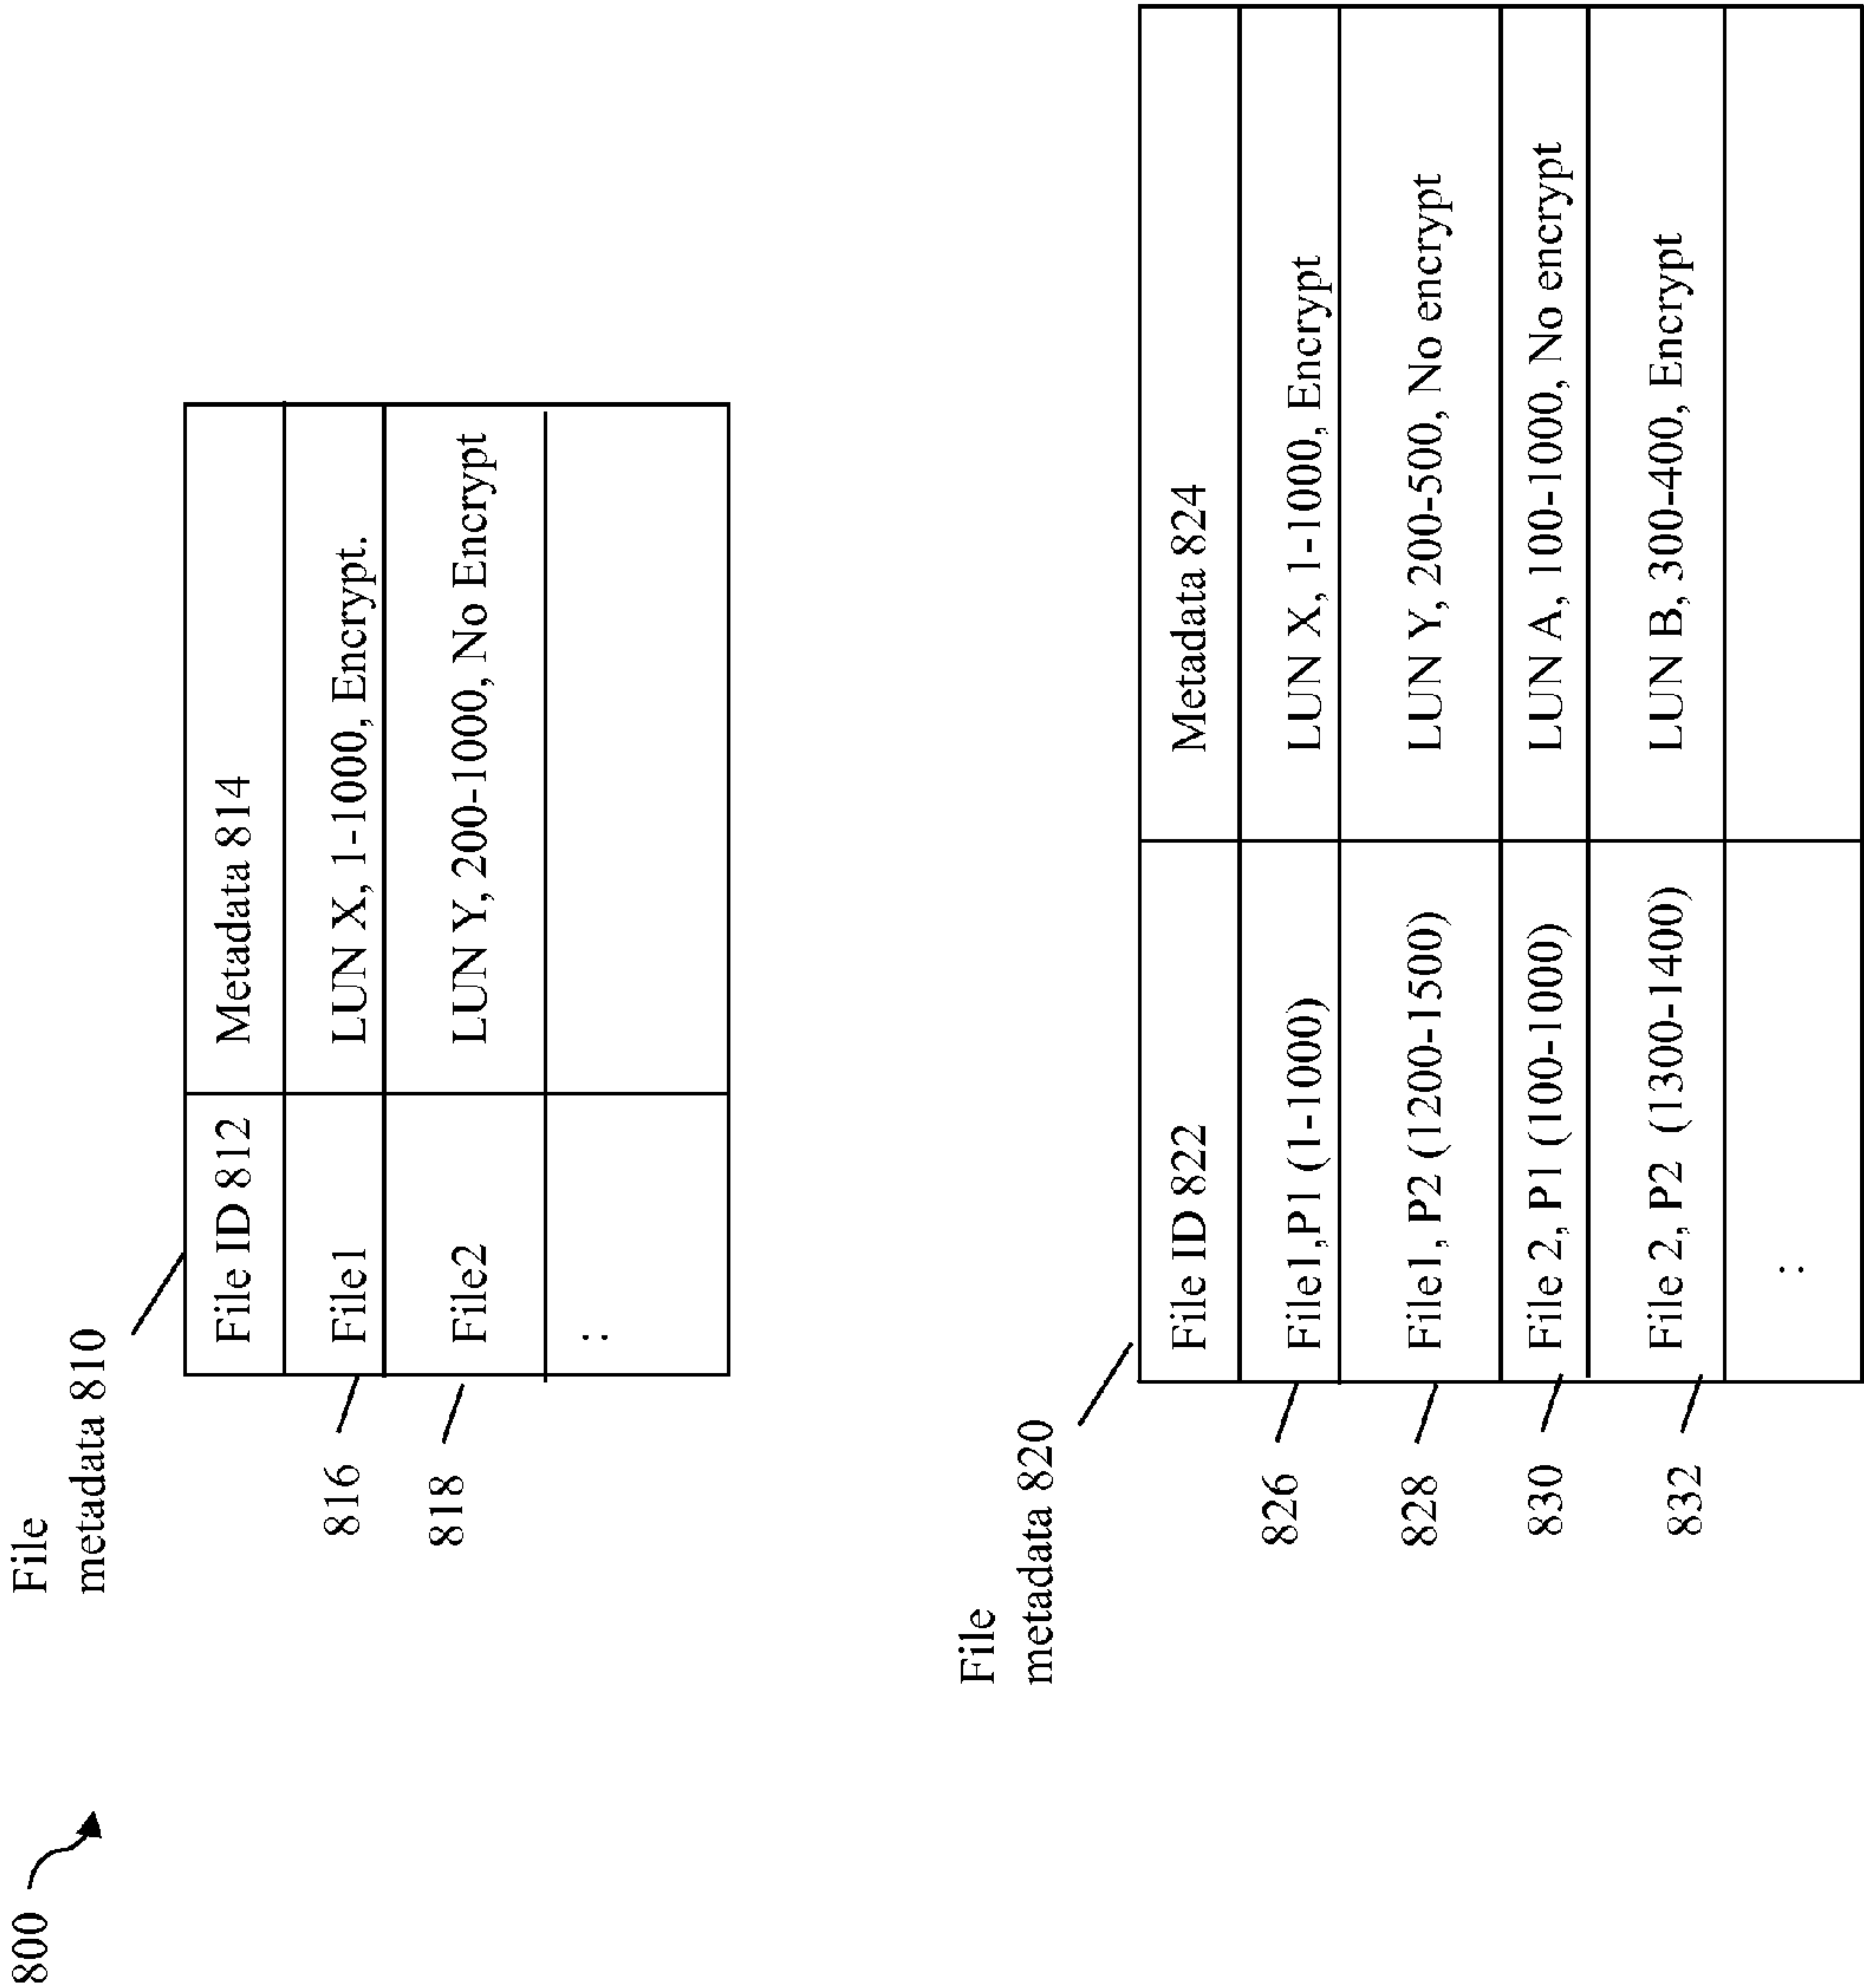 800
File
metadata 810
File ID 812 Metadata 814
816 File1 LUN X, 1-1000, Encrypt.
818 File2 LUN Y, 200-1000, No Encrypt
:
File
metadata 820
File ID 822 Metadata 824
826 File1,P1 (1-1000) LUN X, 1-1000, Encrypt
828 File1, P2 (1200-1500) LUN Y, 200-500, No encrypt
830 File 2, P1 (100-1000) LUN A, 100-1000, No encrypt
832 File 2, P2 (1300-1400) LUN B, 300-400, Encrypt
: